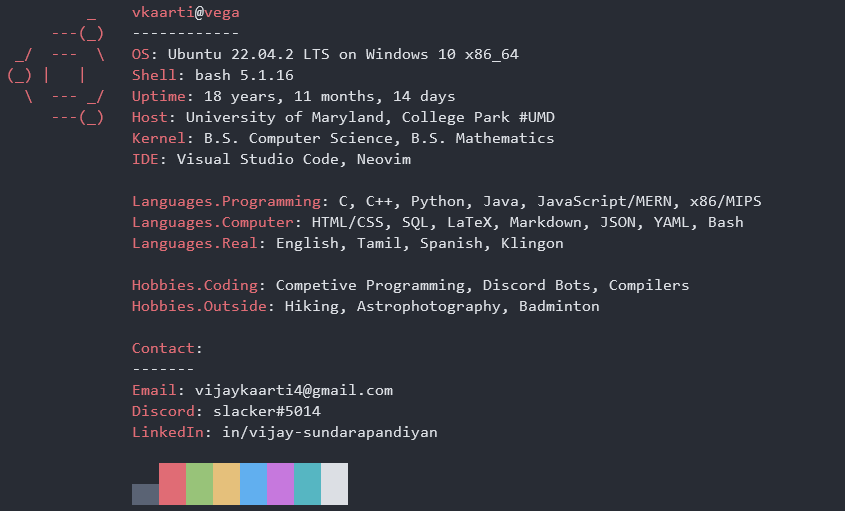 vkaarti@vega
------------
OS: Ubuntu 22.04.2 LTS on Windows 10 x86_64
Shell: bash 5.1.16
Uptime: 18 years, 11 months, 14 days
Host: University of Maryland, College Park #UMD
Kernel: B.S. Computer Science, B.S. Mathematics
IDE: Visual Studio Code, Neovim
Languages.Programming: C, C++, Python, Java, JavaScript/MERN, x86/MIPS
Languages.Computer: HTML/CSS, SQL, LaTeX, Markdown, JSON, YAML, Bash
Languages.Real: English, Tamil, Spanish, Klingon
Hobbies.Coding: Competive Programming, Discord Bots, Compilers
Hobbies.Outside: Hiking, Astrophotography, Badminton
Contact:
-------
Email: vijaykaarti4@gmail.com
Discord: slacker#5014
LinkedIn: in/vijay-sundarapandiyan